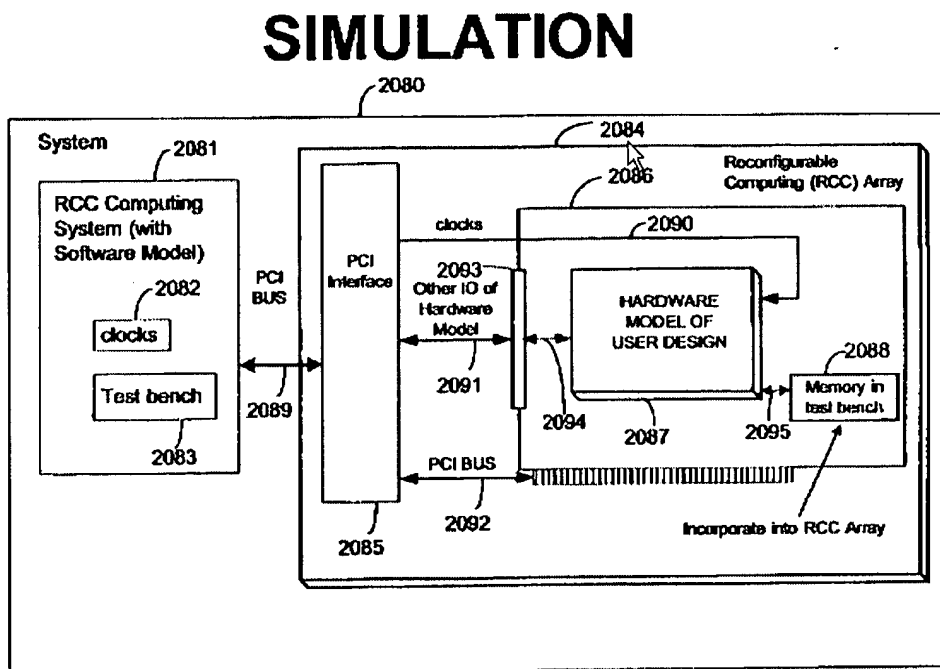 SIMULATION
2080
System
2081
RCC Computing
System (with
Software Model)
2082
clocks
Test bench
2083
PCI
BUS
2089
2084
Reconfigurable
Computing (RCC) Array
2086
PCI
Interface
2085
clocks
2090
2093
Other IO of
Hardware
Model
2091
2094
HARDWARE
MODEL OF
USER DESIGN
2087
2088
Memory in
test bench
2095
PCI BUS
2092
Incorporate into RCC Array